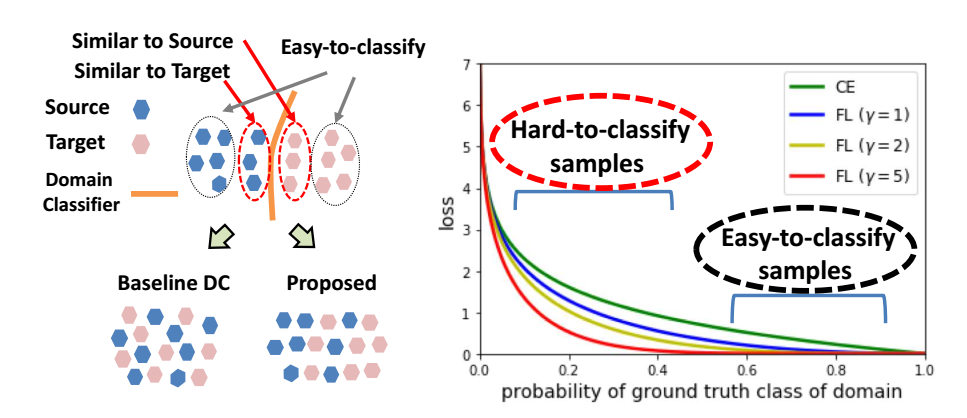 Similar to Source
Similar to Target
Easy-to-classify
Source
Target
Domain
Classifier
Baseline DC
Proposed
7
6
5
4
3
2
1
0
loss
Hard-to-classify
samples
CE
FL (γ = 1)
FL (γ = 2)
FL (γ = 5)
Easy-to-classify
samples
0.0 0.2 0.4 0.6 0.8 1.0
probability of ground truth class of domain